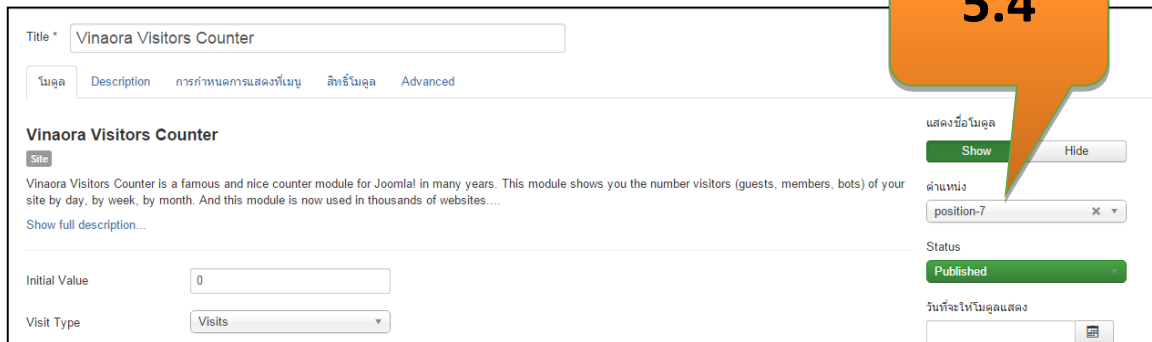 5.4
Title * Vinaora Visitors Counter
โมดูล Description การกำหนดการแสดงที่เมนู สิทธิ์โมดูล Advanced
Vinaora Visitors Counter
Site
Vinaora Visitors Counter is a famous and nice counter module for Joomla! in many years. This module shows you the number visitors (guests, members, bots) of your
site by day, by week, by month. And this module is now used in thousands of websites....
Show full description...
Initial Value 0
Visit Type Visits
แสดงชื่อโมดูล
Show Hide
ตำแหน่ง
position-7
Status
Published
วันที่จะให้โมดูลแสดง